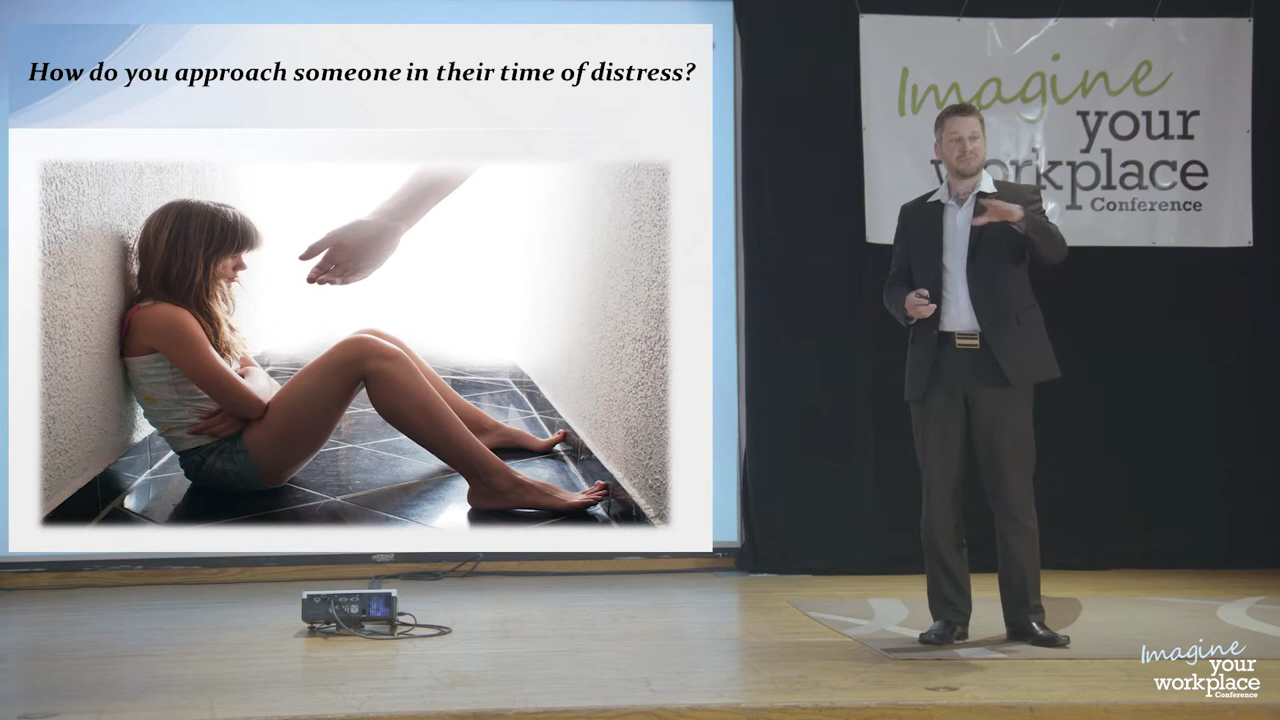 How do you approach someone in their time of distress?
Imagine
your
workplace
Conference
Imagine
your
workplace
Conference